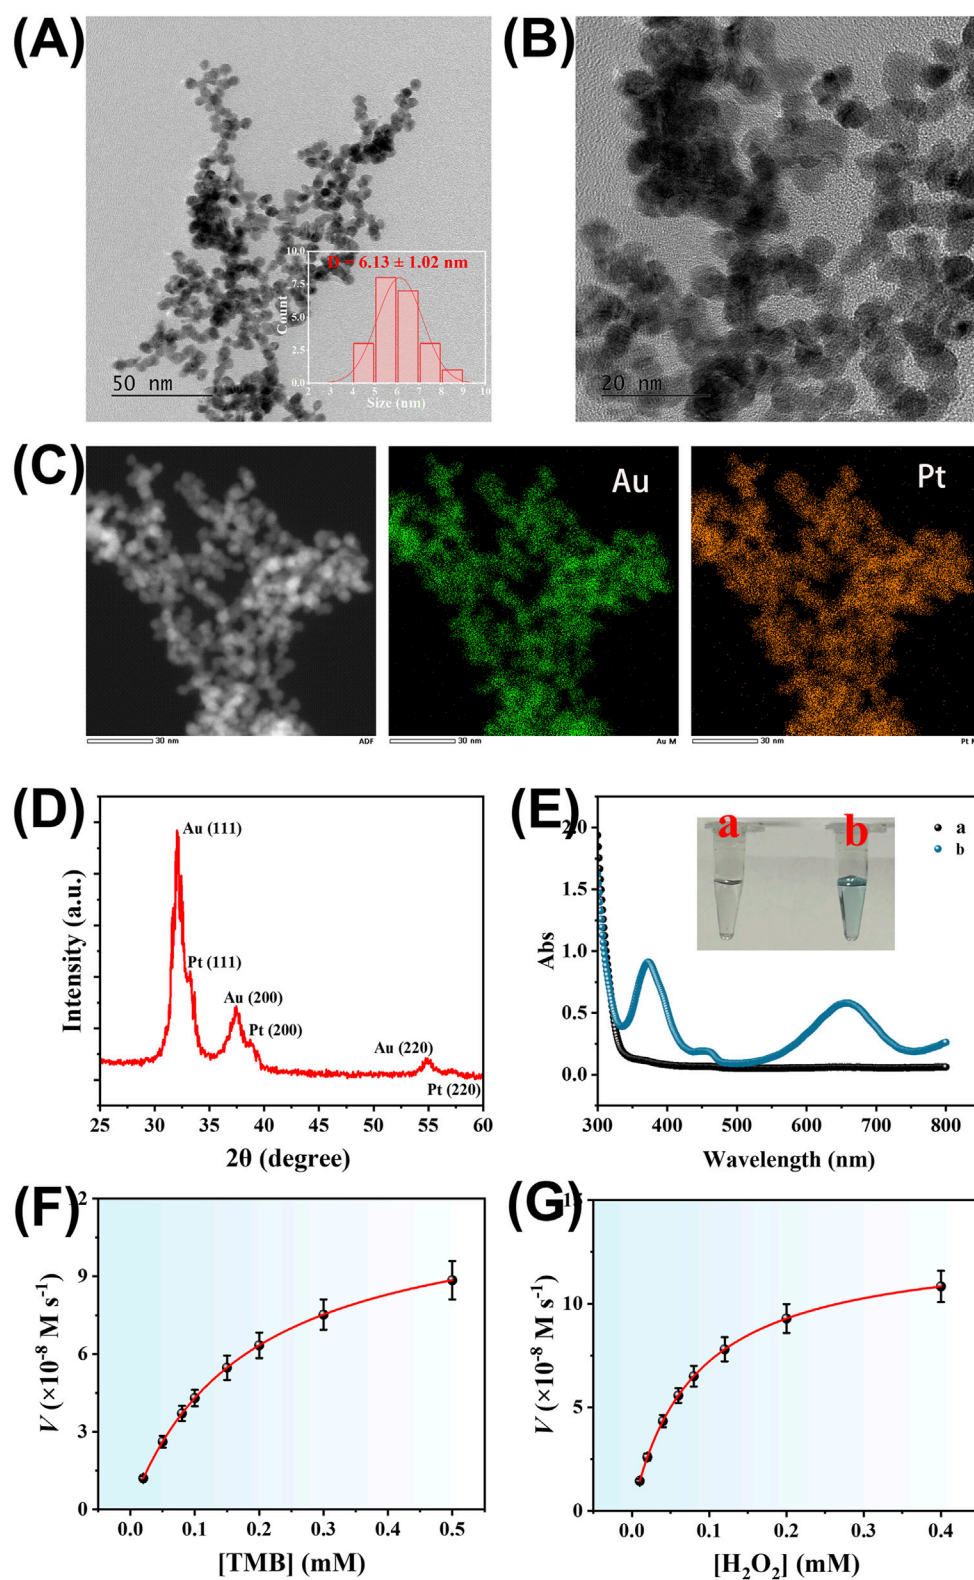 (A)
(B)
10.0
D = 6.13 ± 1.02 nm
7.5
Count
5.0
2.5
0.0
2 3 4 5 6 7 8 9 10
Size (nm)
50 nm
20 nm
(C)
Au
Pt
30 nm
ADF
30 nm
Au M
30 nm
Pt M
(D)
Au (111)
Pt (111)
Au (200)
Pt (200)
Au (220)
Pt (220)
Intensity (a.u.)
25 30 35 40 45 50 55 60
2θ (degree)
(E)
a
b
a
b
2.0
1.5
1.0
0.5
0.0
Abs
300 400 500 600 700 800
Wavelength (nm)
(F)
12
9
6
3
0
V (×10⁻⁸ M s⁻¹)
0.0 0.1 0.2 0.3 0.4 0.5
[TMB] (mM)
(G)
15
10
5
0
V (×10⁻⁸ M s⁻¹)
0.0 0.1 0.2 0.3 0.4
[H₂O₂] (mM)